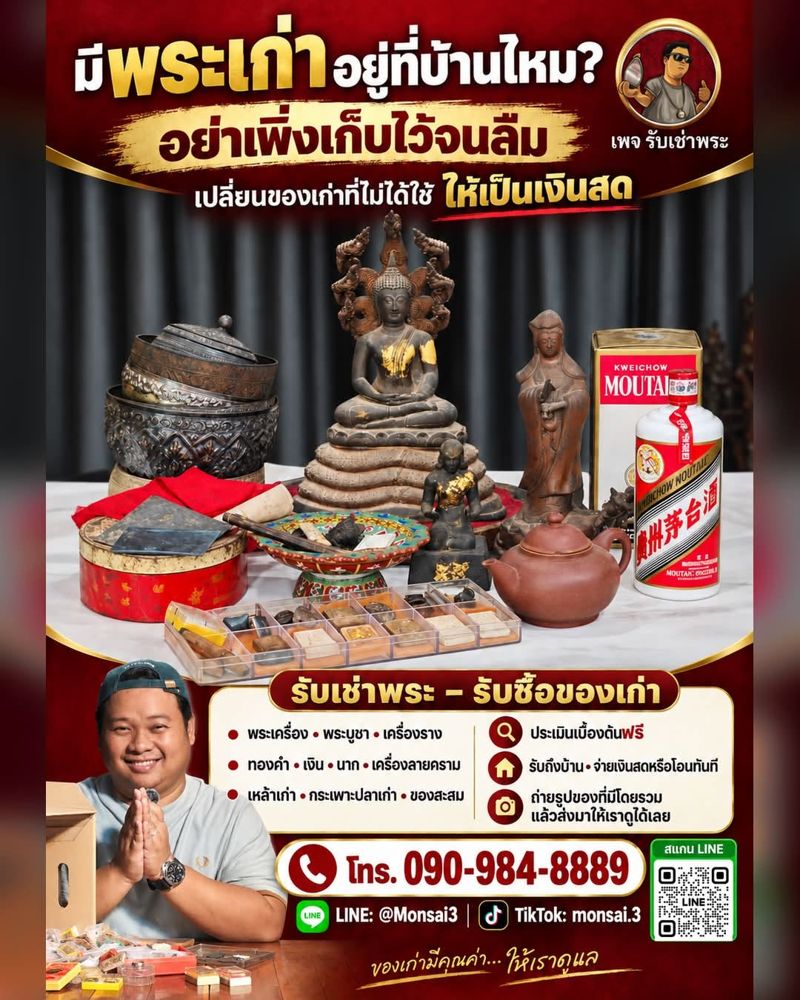 มีพระเก่าอยู่ที่บ้านไหม?
อย่าเพิ่งเก็บไว้จนลืม
เพจ รับเช่าพระ
เปลี่ยนของเก่าที่ไม่ได้ใช้ ให้เป็นเงินสด
KWEICHOW
MOUTAI
KWEICHOW MOUTAI
貴州茅台酒
รับเช่าพระ – รับซื้อของเก่า
• พระเครื่อง • พระบูชา • เครื่องราง
• ทองคำ • เงิน • นาก • เครื่องลายคราม
• เหล้าเก่า • กระเพาะปลาเก่า • ของสะสม
ประเมินเบื้องต้นฟรี
รับถึงบ้าน • จ่ายเงินสดหรือโอนทันที
ถ่ายรูปของที่มีโดยรวม
แล้วส่งมาให้เราดูได้เลย
โทร. 090-984-8889
LINE LINE: @Monsai3 | TikTok: monsai.3
สแกน LINE
LINE
ของเก่ามีคุณค่า... ให้เราดูแล